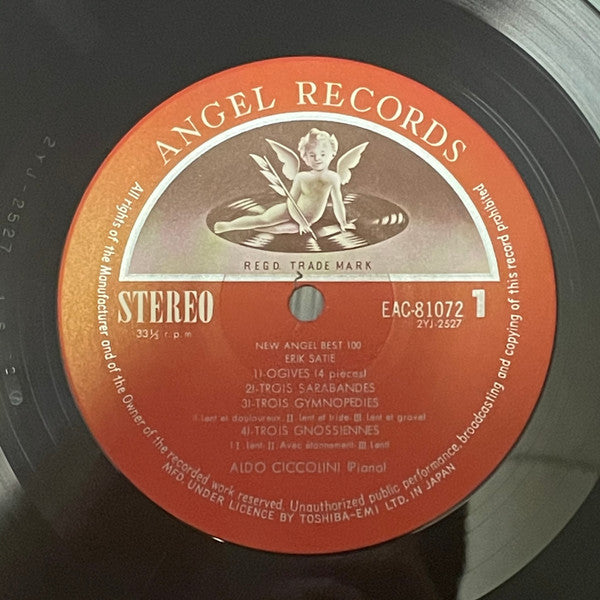 ANGEL RECORDS
REGD. TRADE MARK
STEREO
33⅓ r.p.m
EAC-81072 1
2YJ-2527
NEW ANGEL BEST 100
ERIK SATIE
1)-OGIVES (4 pieces)
2)-TROIS SARABANDES
3)-TROIS GYMNOPEDIES
(I.Lent et douloureux. II. Lent et triste. III. Lent et grave)
4)-TROIS GNOSSIENNES
(I. Lent. II. Avec étonnement. III. Lent)
ALDO CICCOLINI (Piano)
All rights of the Manufacturer and of the Owner of the recorded work reserved. Unauthorized public performance, broadcasting and copying of this record prohibited
MFD. UNDER LICENCE BY TOSHIBA-EMI LTD. IN JAPAN
2YJ-2527